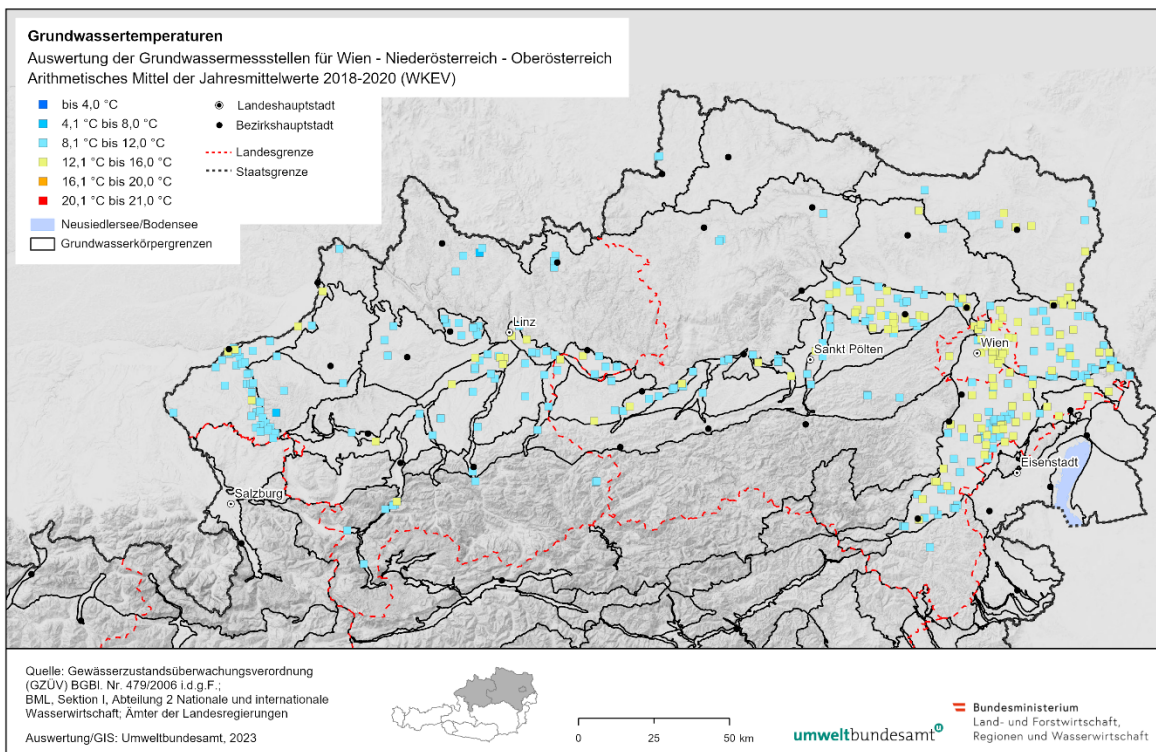 Grundwassertemperaturen
Auswertung der Grundwassermessstellen für Wien - Niederösterreich - Oberösterreich
Arithmetisches Mittel der Jahresmittelwerte 2018-2020 (WKEV)
bis 4,0 °C
4,1 °C bis 8,0 °C
8,1 °C bis 12,0 °C
12,1 °C bis 16,0 °C
16,1 °C bis 20,0 °C
20,1 °C bis 21,0 °C
Neusiedlersee/Bodensee
Grundwasserkörpergrenzen
Landeshauptstadt
Bezirkshauptstadt
Landesgrenze
Staatsgrenze
Linz
Sankt Pölten
Wien
Eisenstadt
Salzburg
Quelle: Gewässerzustandsüberwachungsverordnung
(GZÜV) BGBl. Nr. 479/2006 i.d.g.F.;
BML, Sektion I, Abteilung 2 Nationale und internationale
Wasserwirtschaft; Ämter der Landesregierungen
Auswertung/GIS: Umweltbundesamt, 2023
0 25 50 km
umweltbundesamt
Bundesministerium
Land- und Forstwirtschaft,
Regionen und Wasserwirtschaft